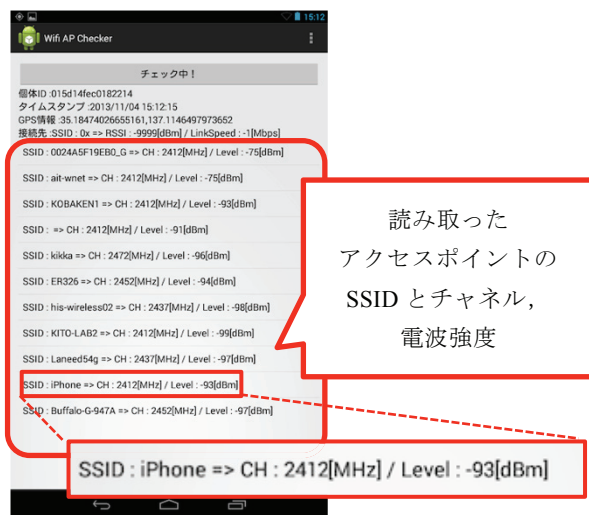 15:12
Wifi AP Checker
チェック中！
個体ID :015d14fec0182214
タイムスタンプ :2013/11/04 15:12:15
GPS情報 :35.18474026655161,137.1146497973652
接続先 :SSID : 0x => RSSI : -9999[dBm] / LinkSpeed : -1[Mbps]
SSID : 0024A5F19EB0_G => CH : 2412[MHz] / Level : -75[dBm]
SSID : ait-wnet => CH : 2412[MHz] / Level : -75[dBm]
SSID : KOBAKEN1 => CH : 2412[MHz] / Level : -93[dBm]
SSID :  => CH : 2412[MHz] / Level : -91[dBm]
SSID : kikka => CH : 2472[MHz] / Level : -96[dBm]
SSID : ER326 => CH : 2452[MHz] / Level : -94[dBm]
SSID : his-wireless02 => CH : 2437[MHz] / Level : -98[dBm]
SSID : KITO-LAB2 => CH : 2412[MHz] / Level : -99[dBm]
SSID : Laneed54g => CH : 2437[MHz] / Level : -97[dBm]
SSID : iPhone => CH : 2412[MHz] / Level : -93[dBm]
SSID : Buffalo-G-947A => CH : 2452[MHz] / Level : -97[dBm]
読み取った
アクセスポイントの
SSID とチャネル,
電波強度
SSID : iPhone => CH : 2412[MHz] / Level : -93[dBm]